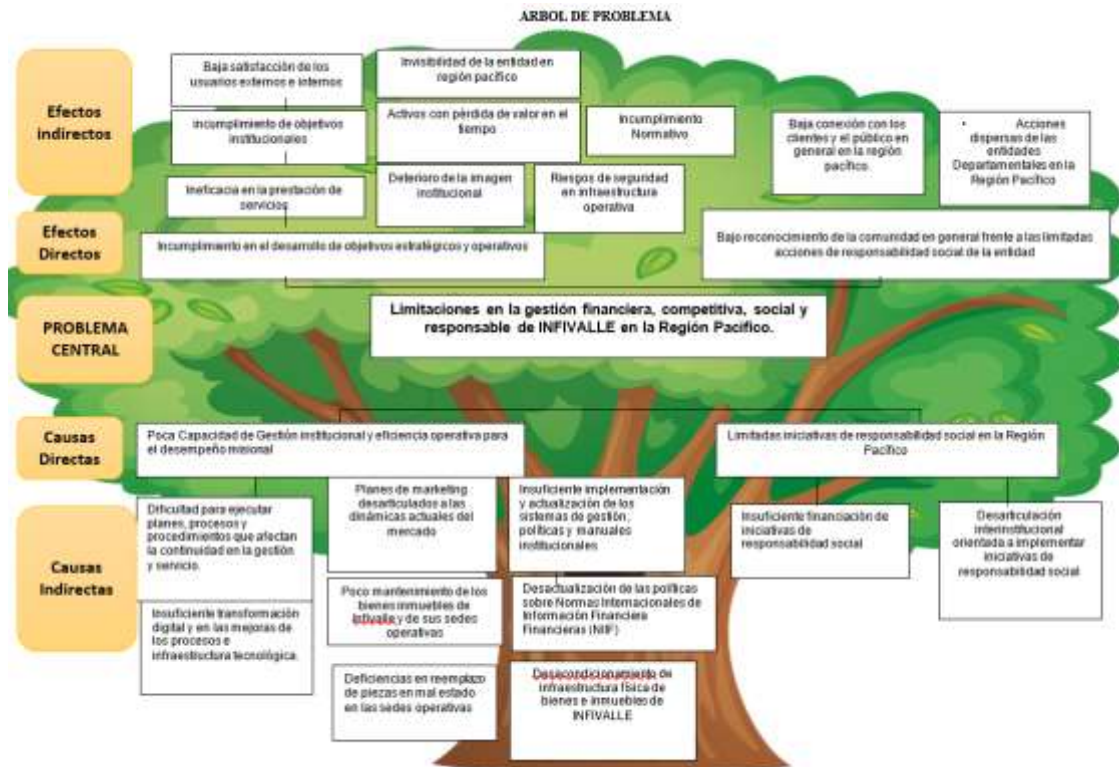 ARBOL DE PROBLEMA
Efectos
indirectos
Baja satisfacción de los
usuarios externos e internos
Invisibilidad de la entidad en
región pacífico
Incumplimiento de objetivos
institucionales
Activos con pérdida de valor en el
tiempo
Incumplimiento
Normativo
Baja conexión con los
clientes y el público en
general en la región
pacífico.
• Acciones
dispersas de las
entidades
Departamentales en la
Región Pacífico
Ineficacia en la prestación de
servicios
Deterioro de la imagen
institucional
Riesgos de seguridad
en infraestructura
operativa
Efectos
Directos
Incumplimiento en el desarrollo de objetivos estratégicos y operativos
Bajo reconocimiento de la comunidad en general frente a las limitadas
acciones de responsabilidad social de la entidad
PROBLEMA
CENTRAL
Limitaciones en la gestión financiera, competitiva, social y
responsable de INFIVALLE en la Región Pacífico.
Causas
Directas
Poca Capacidad de Gestión institucional y eficiencia operativa para
el desempeño misional
Limitadas iniciativas de responsabilidad social en la Región
Pacífico
Causas
Indirectas
Dificultad para ejecutar
planes, procesos y
procedimientos que afectan
la continuidad en la gestión
y servicio.
Planes de marketing
desarticulados a las
dinámicas actuales del
mercado
Insuficiente implementación
y actualización de los
sistemas de gestión,
políticas y manuales
institucionales
Insuficiente financiación de
iniciativas de
responsabilidad social
Desarticulación
interinstitucional
orientada a implementar
iniciativas de
responsabilidad social
Insuficiente transformación
digital y en las mejoras de
los procesos e
infraestructura tecnológica.
Poco mantenimiento de los
bienes inmuebles de
Infivalle y de sus sedes
operativas
Desactualización de las políticas
sobre Normas Internacionales de
Información Financiera
Financieras (NIIF)
Deficiencias en reemplazo
de piezas en mal estado
en las sedes operativas
Desacondicionamiento de
infraestructura física de
bienes e inmuebles de
INFIVALLE